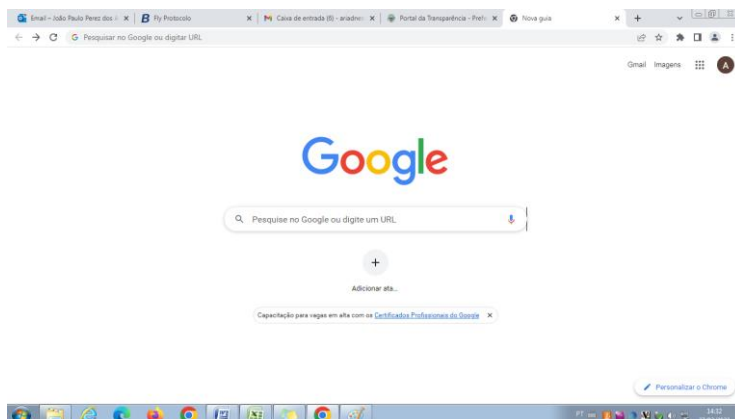 Email – João Paulo Perez dos
Fly Protocolo
Caixa de entrada (6) - ariadne
Portal da Transparência - Prefe
Nova guia
Pesquisar no Google ou digitar URL
Gmail Imagens
A
Google
Pesquise no Google ou digite um URL
Adicionar ata...
Capacitação para vagas em alta com os Certificados Profissionais do Google
Personalizar o Chrome
PT
14:12